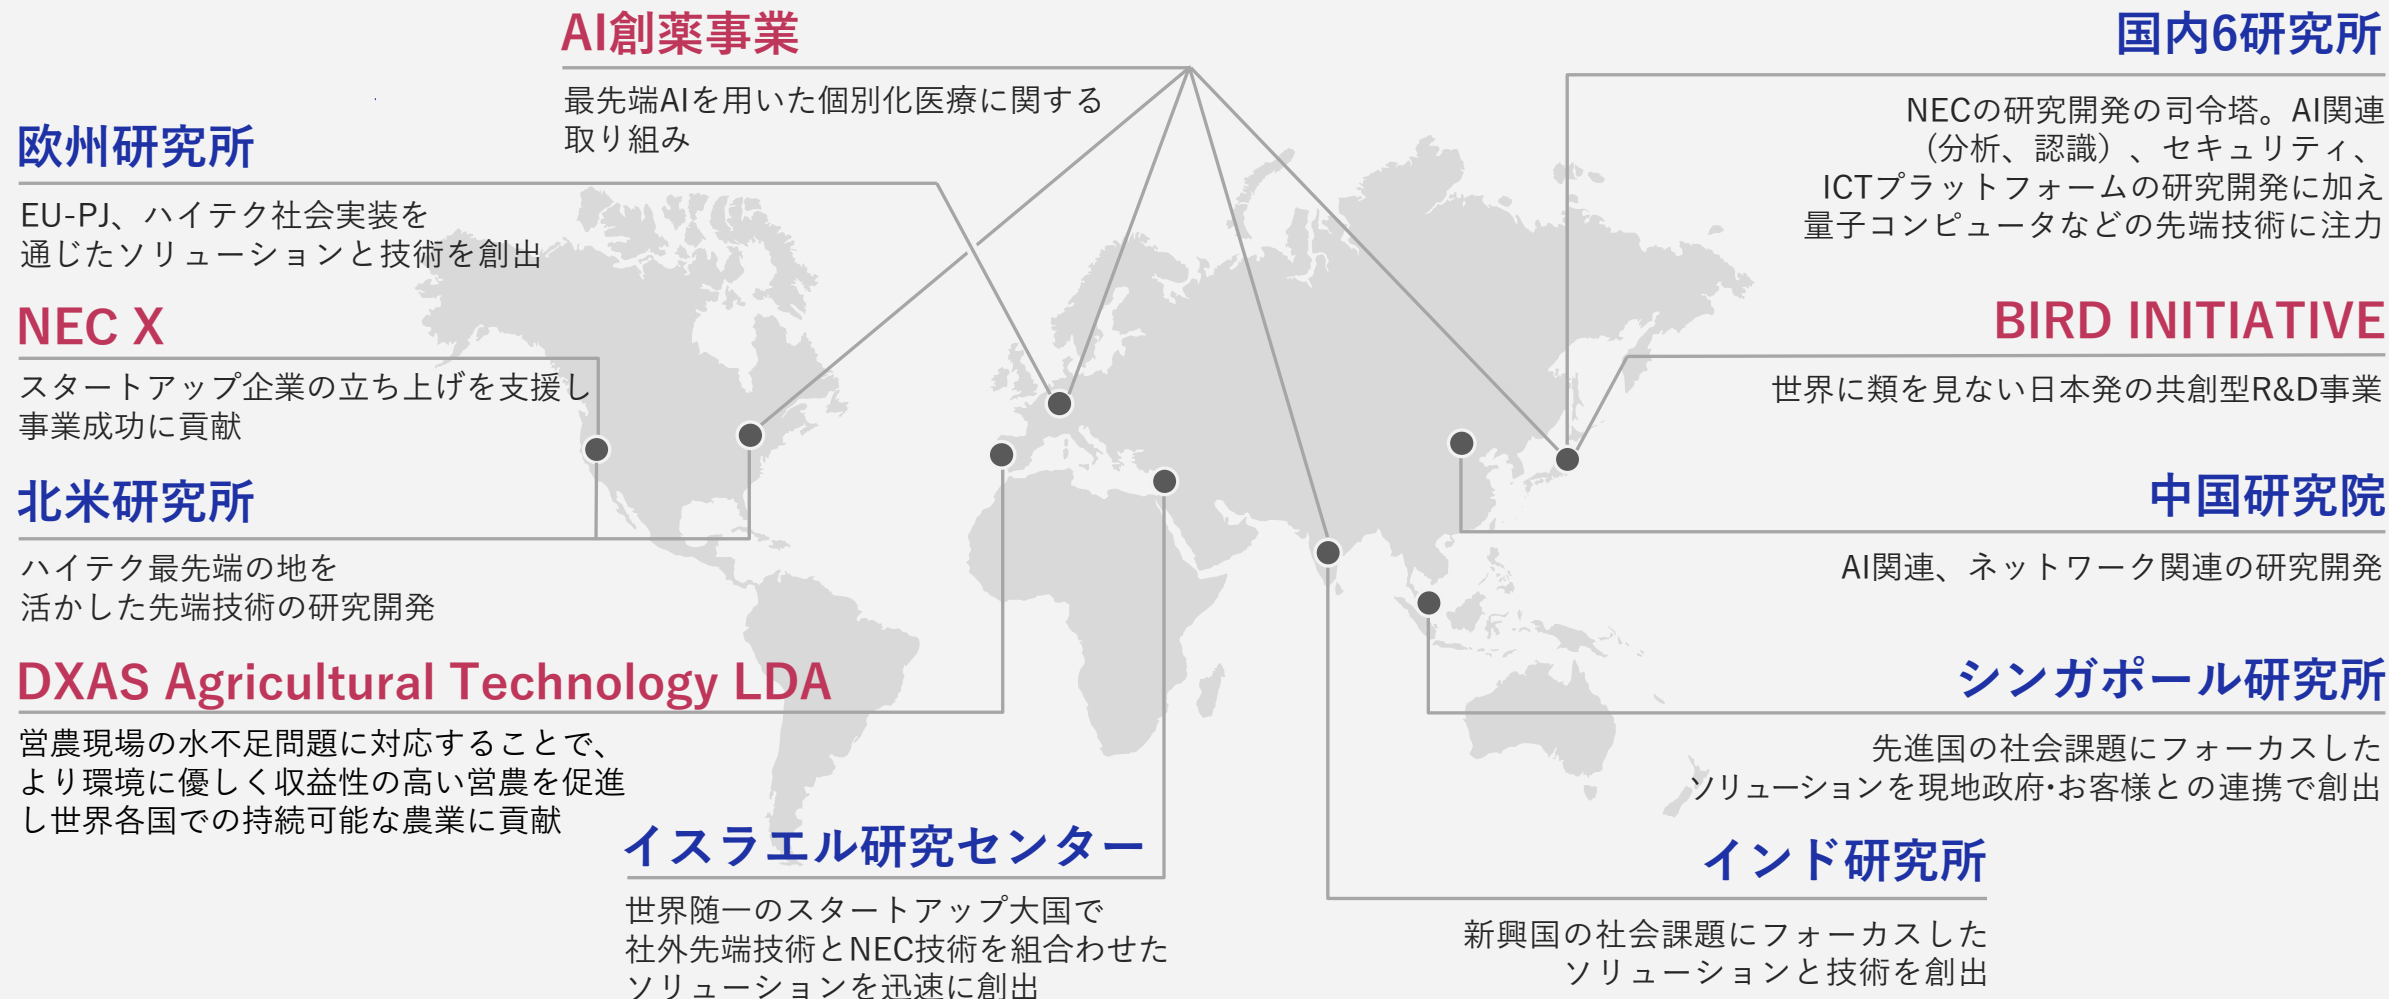 AI創薬事業
最先端AIを用いた個別化医療に関する
取り組み
国内6研究所
NECの研究開発の司令塔。AI関連
（分析、認識）、セキュリティ、
ICTプラットフォームの研究開発に加え
量子コンピュータなどの先端技術に注力
欧州研究所
EU-PJ、ハイテク社会実装を
通じたソリューションと技術を創出
NEC X
スタートアップ企業の立ち上げを支援し
事業成功に貢献
BIRD INITIATIVE
世界に類を見ない日本発の共創型R&D事業
北米研究所
ハイテク最先端の地を
活かした先端技術の研究開発
中国研究院
AI関連、ネットワーク関連の研究開発
DXAS Agricultural Technology LDA
営農現場の水不足問題に対応することで、
より環境に優しく収益性の高い営農を促進
し世界各国での持続可能な農業に貢献
シンガポール研究所
先進国の社会課題にフォーカスした
ソリューションを現地政府・お客様との連携で創出
イスラエル研究センター
世界随一のスタートアップ大国で
社外先端技術とNEC技術を組合わせた
ソリューションを迅速に創出
インド研究所
新興国の社会課題にフォーカスした
ソリューションと技術を創出